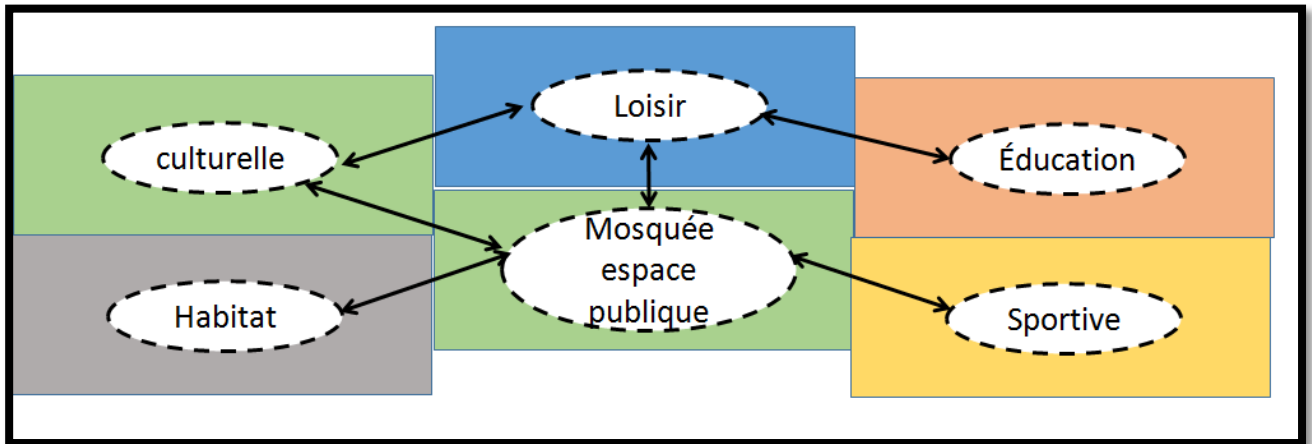 Loisir
culturelle
Éducation
Mosquée
espace
publique
Habitat
Sportive